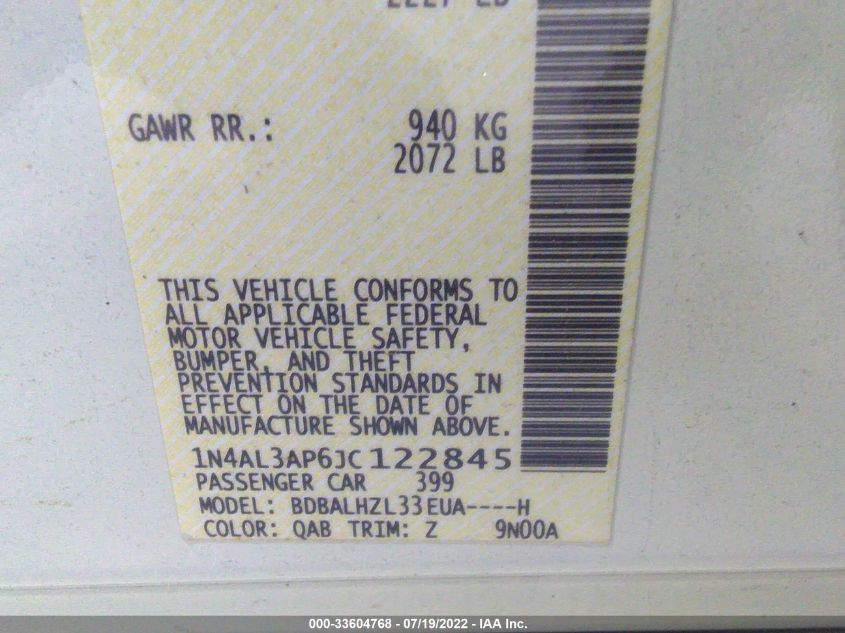 2227 LB
GAWR RR.: 940 KG
2072 LB
THIS VEHICLE CONFORMS TO
ALL APPLICABLE FEDERAL
MOTOR VEHICLE SAFETY,
BUMPER, AND THEFT
PREVENTION STANDARDS IN
EFFECT ON THE DATE OF
MANUFACTURE SHOWN ABOVE.
1N4AL3AP6JC122845
PASSENGER CAR 399
MODEL: BDBALHZL33EUA----H
COLOR: QAB TRIM: Z 9N00A
000-33604768 - 07/19/2022 - IAA Inc.